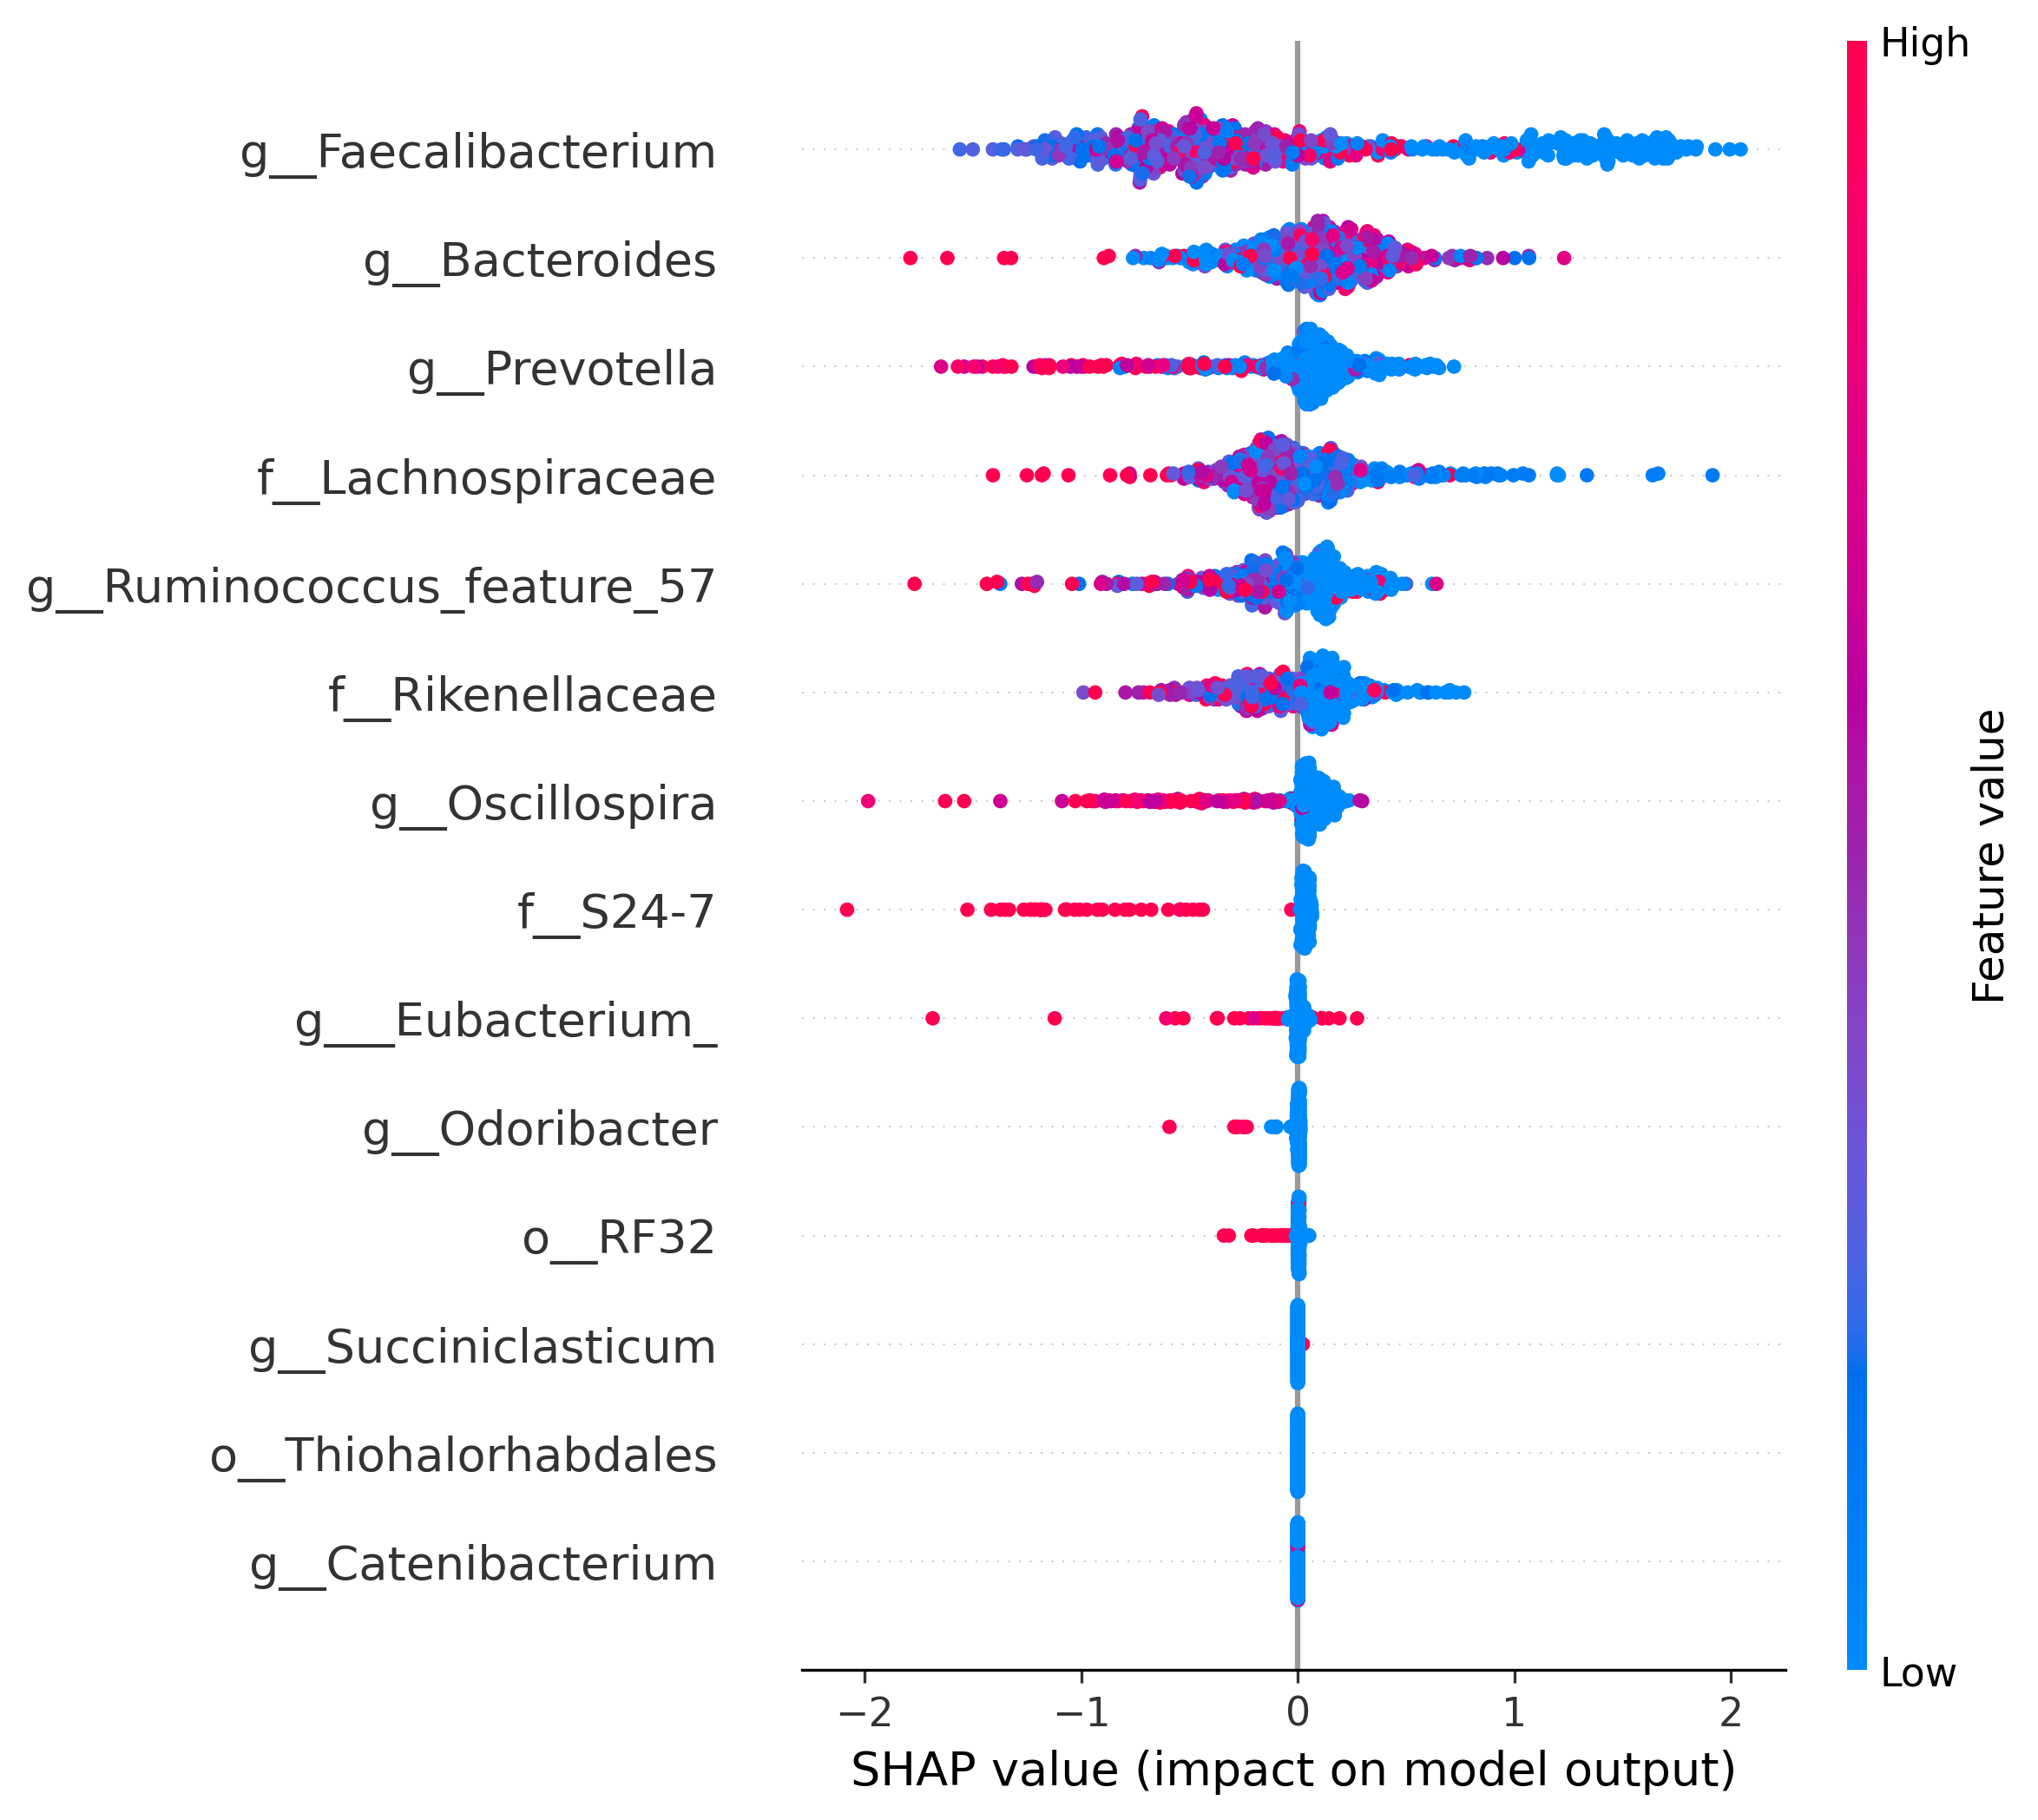 High
g__Faecalibacterium
g__Bacteroides
g__Prevotella
f__Lachnospiraceae
g__Ruminococcus_feature_57
f__Rikenellaceae
g__Oscillospira
f__S24-7
g___Eubacterium_
g__Odoribacter
o__RF32
g__Succiniclasticum
o__Thiohalorhabdales
g__Catenibacterium
Feature value
Low
−2 −1 0 1 2
SHAP value (impact on model output)